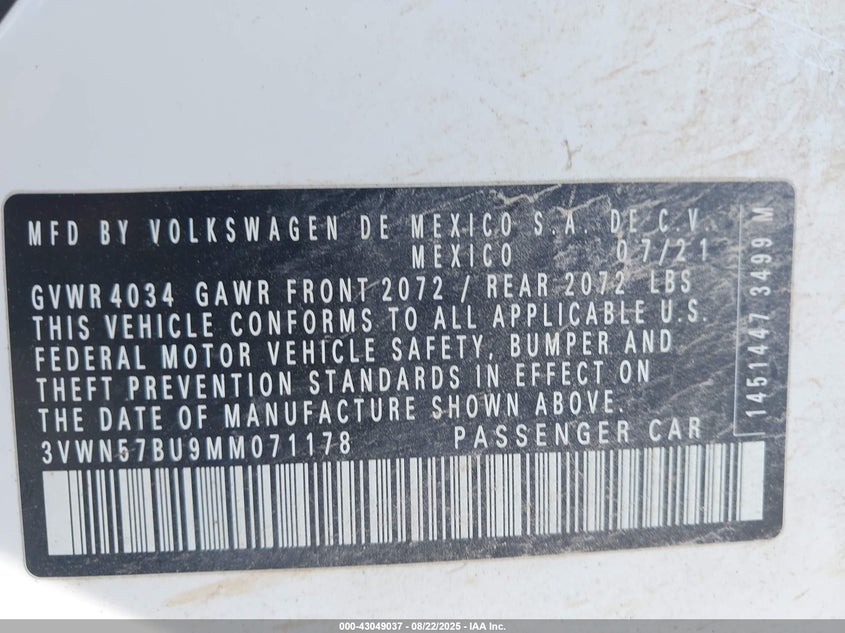 MFD BY VOLKSWAGEN DE MEXICO S.A. DE C.V.
MEXICO 07/21
GVWR 4034 GAWR FRONT 2072 / REAR 2072 LBS
THIS VEHICLE CONFORMS TO ALL APPLICABLE U.S.
FEDERAL MOTOR VEHICLE SAFETY, BUMPER AND
THEFT PREVENTION STANDARDS IN EFFECT ON
THE DATE OF MANUFACTURE SHOWN ABOVE.
3VWN57BU9MM071178 PASSENGER CAR
1451447 3499 M
000-43049037 - 08/22/2025 - IAA Inc.